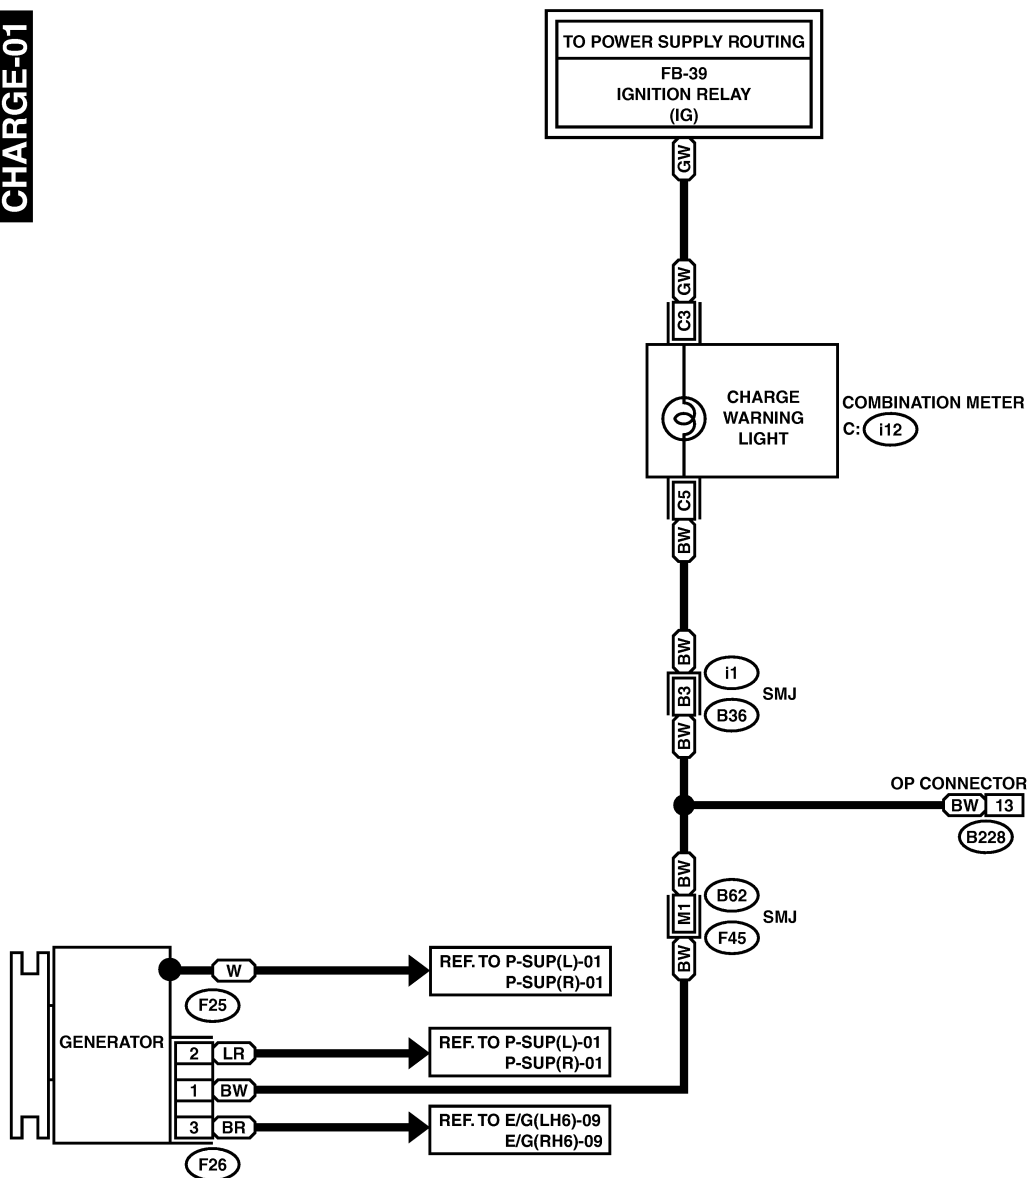 CHARGE-01
TO POWER SUPPLY ROUTING
FB-39
IGNITION RELAY
(IG)
GW
GW
C3
CHARGE
WARNING
LIGHT
COMBINATION METER
C: i12
C5
BW
BW
i1
B3
SMJ
B36
BW
OP CONNECTOR
BW 13
B228
BW
B62
M1
SMJ
F45
BW
GENERATOR
W
REF. TO P-SUP(L)-01
P-SUP(R)-01
F25
2 LR
REF. TO P-SUP(L)-01
P-SUP(R)-01
1 BW
3 BR
REF. TO E/G(LH6)-09
E/G(RH6)-09
F26